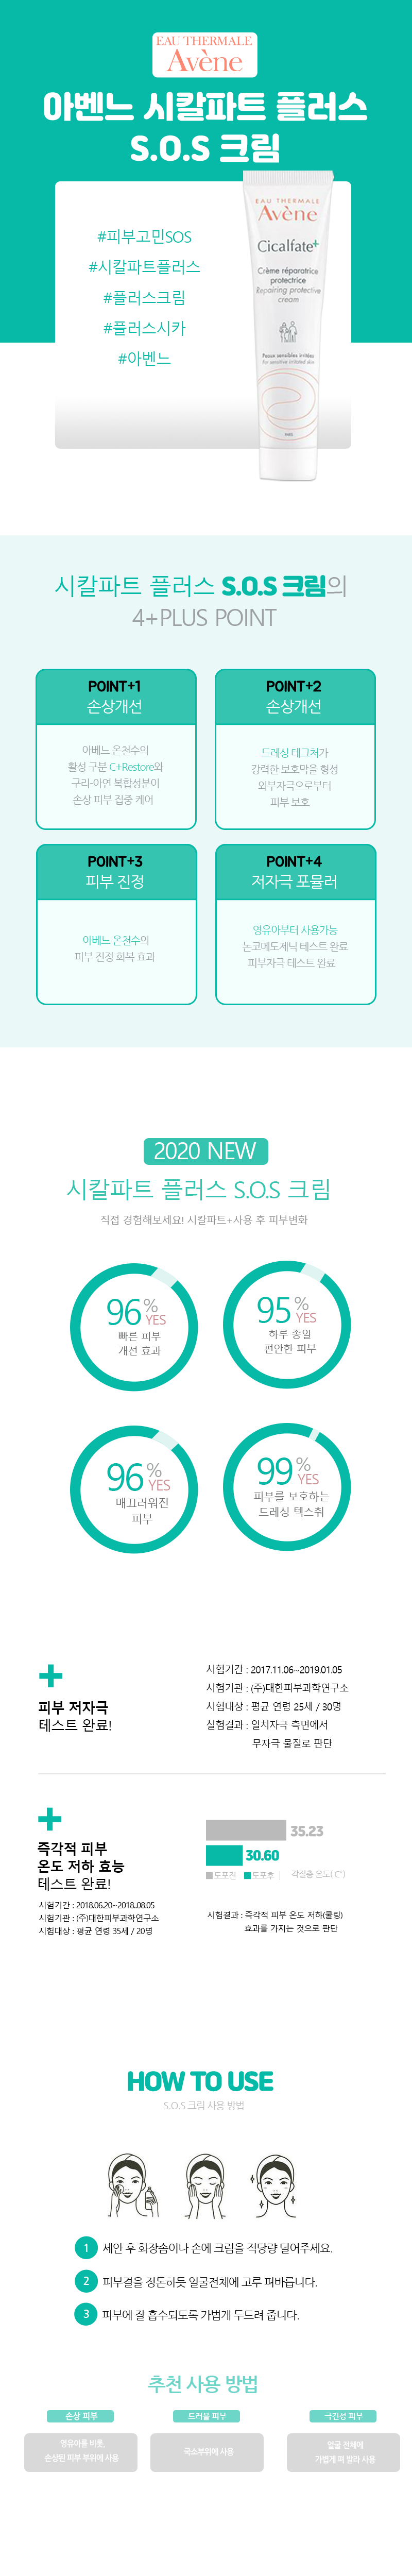 EAU THERMALE
Avène
아벤느 시칼파트 플러스
S.O.S 크림
#피부고민SOS
#시칼파트플러스
#플러스크림
#플러스시카
#아벤느
EAU THERMALE
Avène
Cicalfate+
Crème réparatrice
protectrice
Repairing protective
cream
Peaux sensibles irritées
For sensitive irritated skin
시칼파트 플러스 S.O.S 크림의
4+PLUS POINT
POINT+1
손상개선
아베느 온천수의
활성 구분 C+Restore와
구리-아연 복합성분이
손상 피부 집중 케어
POINT+2
손상개선
드레싱 테그처가
강력한 보호막을 형성
외부자극으로부터
피부 보호
POINT+3
피부 진정
아베느 온천수의
피부 진정 회복 효과
POINT+4
저자극 포뮬러
영유아부터 사용가능
논코메도제닉 테스트 완료
피부자극 테스트 완료
2020 NEW
시칼파트 플러스 S.O.S 크림
직접 경험해보세요! 시칼파트+사용 후 피부변화
96% YES
빠른 피부
개선 효과
95% YES
하루 종일
편안한 피부
96% YES
매끄러워진
피부
99% YES
피부를 보호하는
드레싱 텍스춰
피부 저자극
테스트 완료!
시험기간 : 2017.11.06~2019.01.05
시험기관 : (주)대한피부과학연구소
시험대상 : 평균 연령 25세 / 30명
실험결과 : 일치자극 측면에서
무자극 물질로 판단
즉각적 피부
온도 저하 효능
테스트 완료!
시험기간 : 2018.06.20~2018..08.05
시험기관 : (주)대한피부과학연구소
시험대상 : 평균 연령 35세 / 20명
35.23
30.60
도포전 도포후 | 각질층 온도( C˚)
시험결과 : 즉각적 피부 온도 저하(쿨링)
효과를 가지는 것으로 판단
HOW TO USE
S.O.S 크림 사용 방법
1 세안 후 화장솜이나 손에 크림을 적당량 덜어주세요.
2 피부결을 정돈하듯 얼굴전체에 고루 펴바릅니다.
3 피부에 잘 흡수되도록 가볍게 두드려 줍니다.
추천 사용 방법
손상 피부
영유아를 비롯,
손상된 피부 부위에 사용
트러블 피부
국소부위에 사용
극건성 피부
얼굴 전체에
가볍게 펴 발라 사용